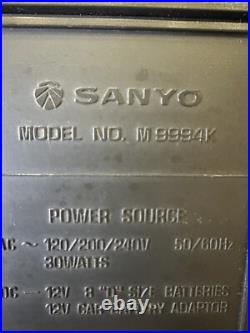 SANYO
MODEL NO. M9994K
POWER SOURCE
AC ~ 120/200/240V 50/60Hz
30WATTS
DC — 12V 8 "D" SIZE BATTERIES
12V CAR BATTERY ADAPTOR